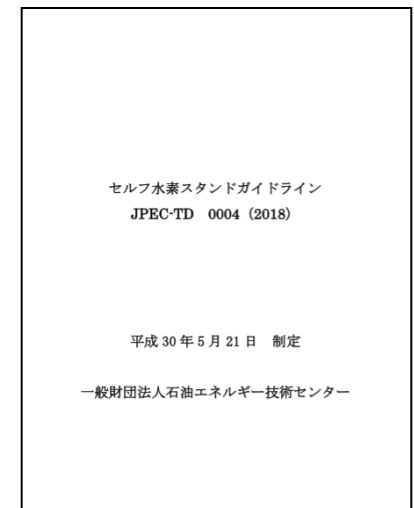 セルフ水素スタンドガイドライン
JPEC-TD 0004 (2018)
平成 30 年 5 月 21 日 制定
一般財団法人石油エネルギー技術センター